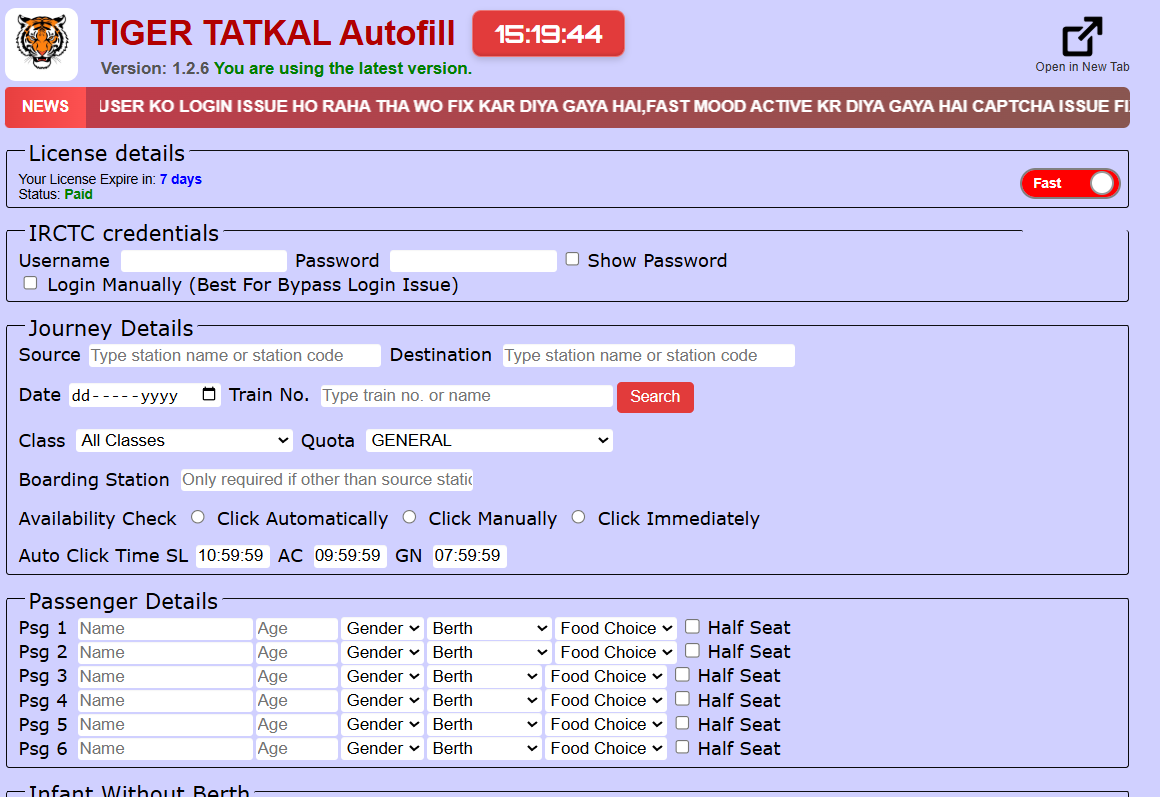 TIGER TATKAL Autofill 15:19:44
Version: 1.2.6 You are using the latest version.
Open in New Tab
NEWS USER KO LOGIN ISSUE HO RAHA THA WO FIX KAR DIYA GAYA HAI,FAST MOOD ACTIVE KR DIYA GAYA HAI CAPTCHA ISSUE
License details
Your License Expire in: 7 days
Status: Paid
Fast
IRCTC credentials
Username Password Show Password
Login Manually (Best For Bypass Login Issue)
Journey Details
Source Type station name or station code Destination Type station name or station code
Date dd-----yyyy Train No. Type train no. or name Search
Class All Classes Quota GENERAL
Boarding Station Only required if other than source static
Availability Check Click Automatically Click Manually Click Immediately
Auto Click Time SL 10:59:59 AC 09:59:59 GN 07:59:59
Passenger Details
Psg 1 Name Age Gender Berth Food Choice Half Seat
Psg 2 Name Age Gender Berth Food Choice Half Seat
Psg 3 Name Age Gender Berth Food Choice Half Seat
Psg 4 Name Age Gender Berth Food Choice Half Seat
Psg 5 Name Age Gender Berth Food Choice Half Seat
Psg 6 Name Age Gender Berth Food Choice Half Seat
Infant Without Berth